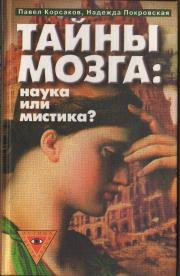 Павел Корсаков, Надежда Покровская
ТАЙНЫ
МОЗГА:
наука
или
мистика?